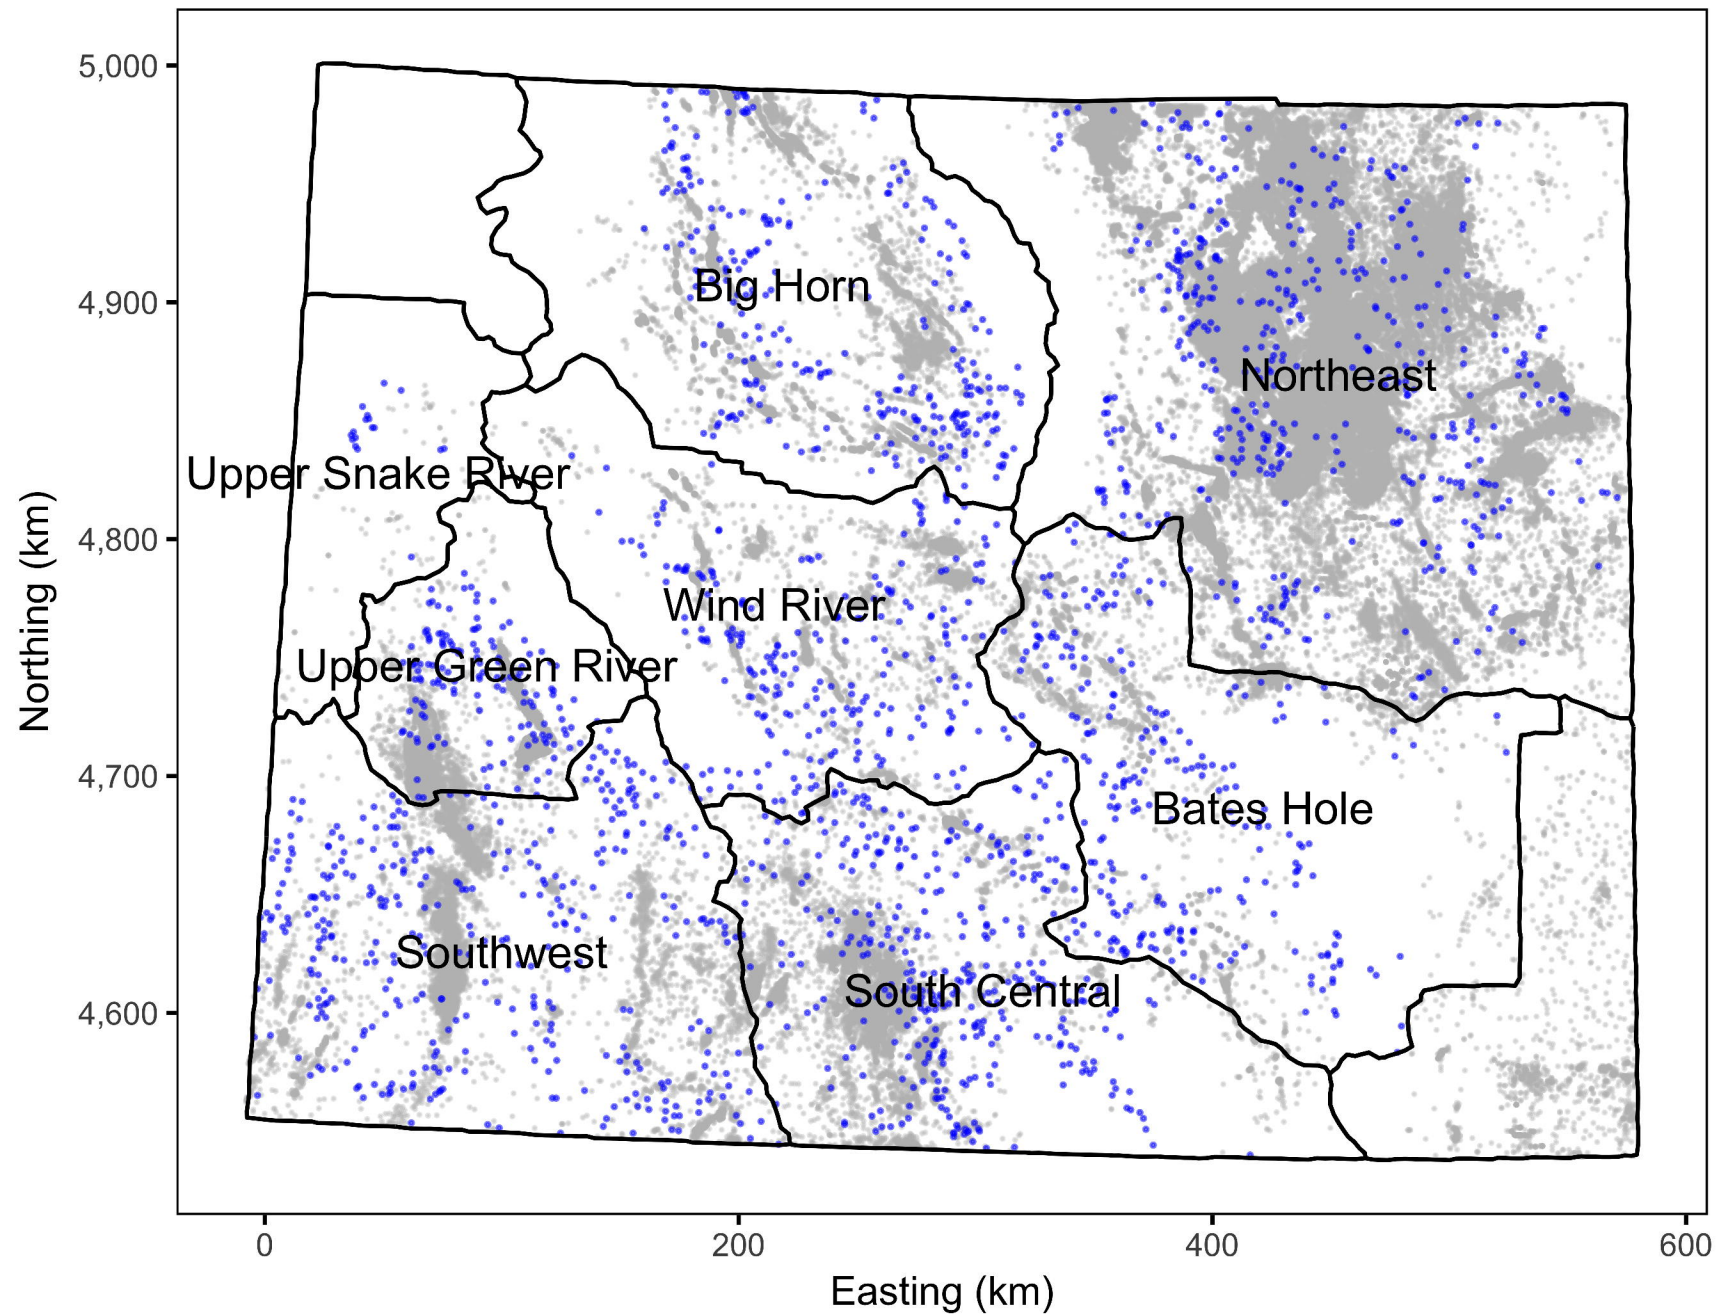 5,000
4,900
4,800
4,700
4,600
Northing (km)
Big Horn
Northeast
Upper Snake River
Wind River
Upper Green River
Bates Hole
Southwest
South Central
0
200
400
600
Easting (km)